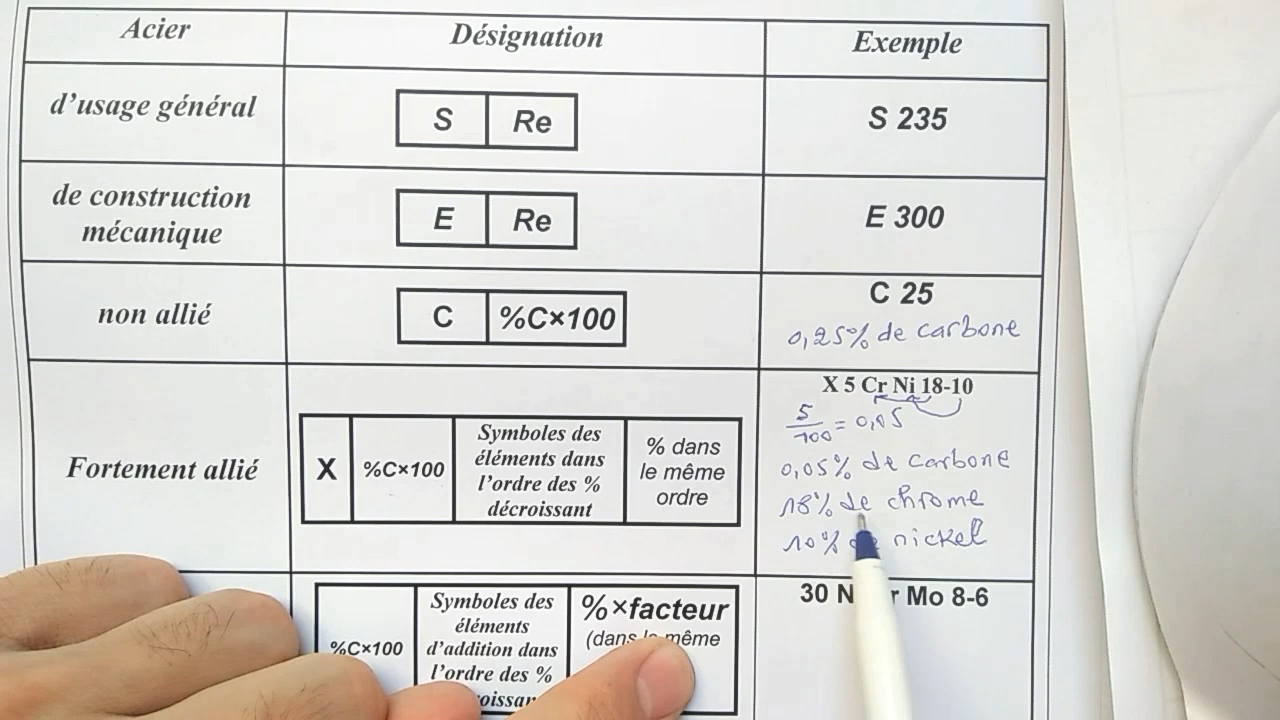 Acier
Désignation
Exemple
d'usage général
S
Re
S 235
de construction
mécanique
E
Re
E 300
non allié
C
%C×100
C 25
0,25% de carbone
Fortement allié
X
%C×100
Symboles des
éléments dans
l'ordre des %
décroissant
% dans
le même
ordre
X 5 Cr Ni 18-10
5/100 = 0,05
0,05% de carbone
18% de chrome
10% nickel
%C×100
Symboles des
éléments
d'addition dans
l'ordre des %
%×facteur
même
30 Mo 8-6